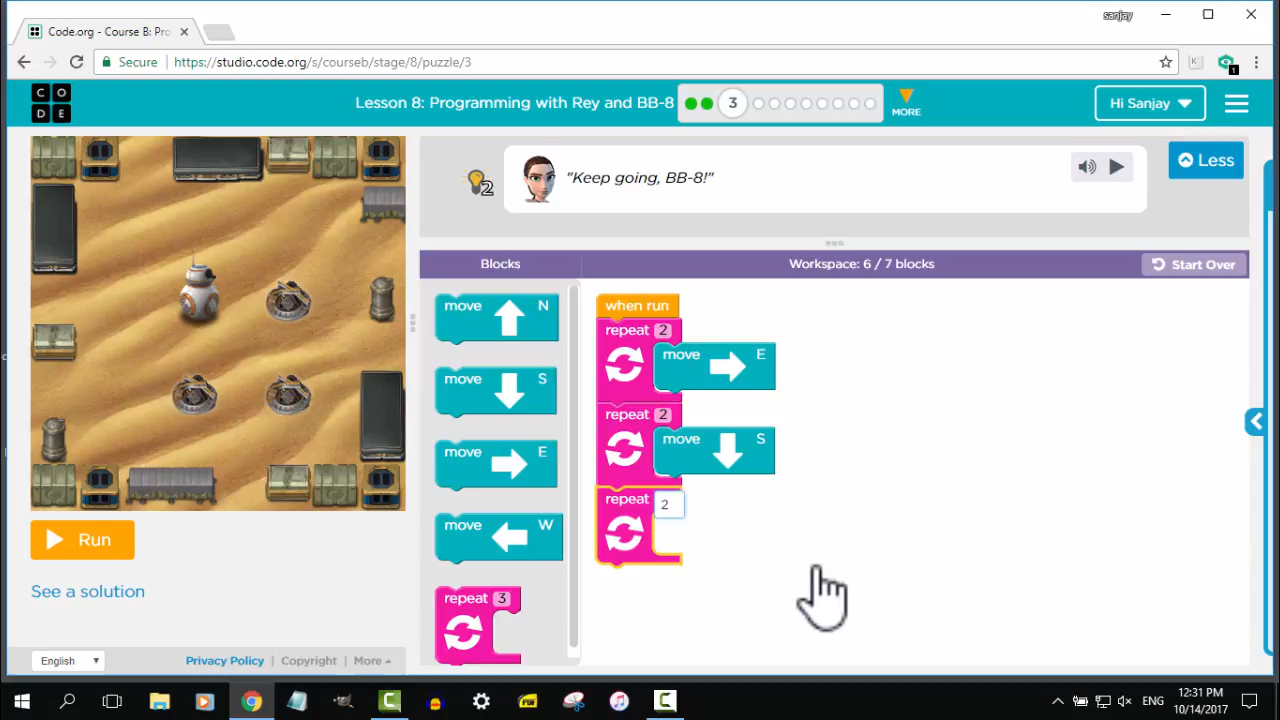 sanjay
Code.org - Course B: Pro
Secure https://studio.code.org/s/courseb/stage/8/puzzle/3
K
1
C O
D E
Lesson 8: Programming with Rey and BB-8
3
MORE
Hi Sanjay
2
"Keep going, BB-8!"
Less
Blocks
Workspace: 6 / 7 blocks
Start Over
move N
move S
move E
move W
repeat 3
when run
repeat 2
move E
repeat 2
move S
repeat 2
Run
See a solution
English
Privacy Policy | Copyright | More
ENG
12:31 PM
10/14/2017